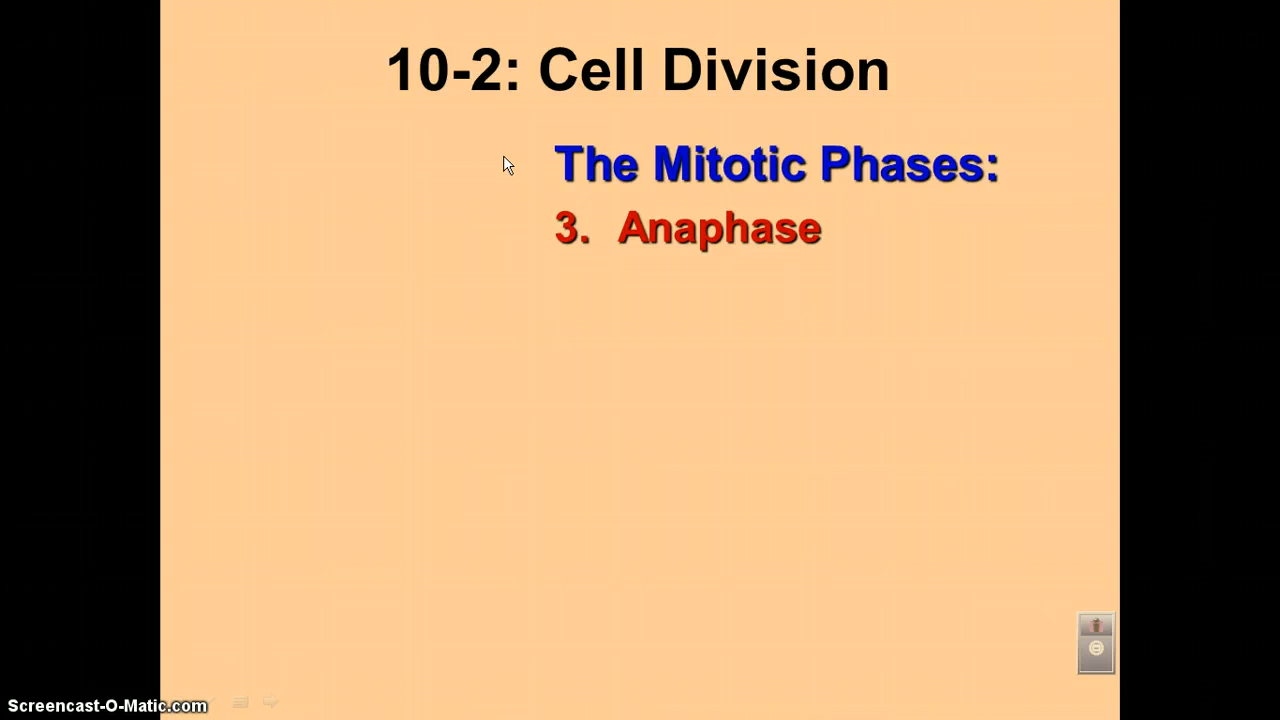 10-2: Cell Division
The Mitotic Phases:
3. Anaphase
Screencast-O-Matic.com